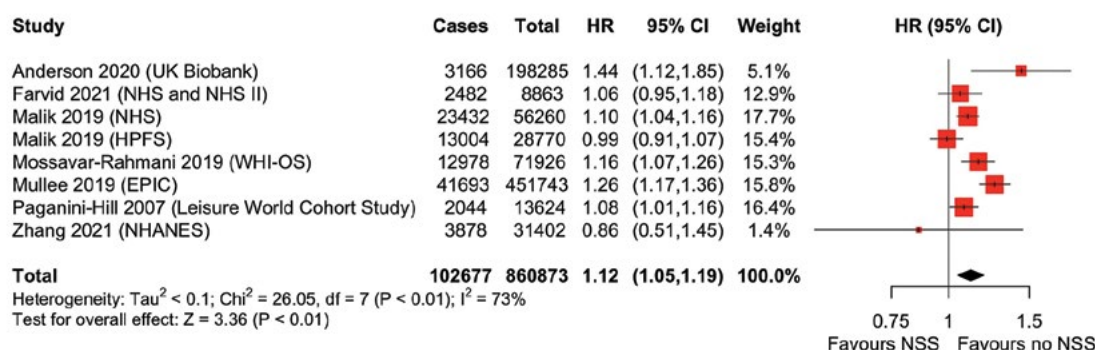 Study Cases Total HR 95% CI Weight HR (95% CI)
Anderson 2020 (UK Biobank) 3166 198285 1.44 (1.12,1.85) 5.1%
Farvid 2021 (NHS and NHS II) 2482 8863 1.06 (0.95,1.18) 12.9%
Malik 2019 (NHS) 23432 56260 1.10 (1.04,1.16) 17.7%
Malik 2019 (HPFS) 13004 28770 0.99 (0.91,1.07) 15.4%
Mossavar-Rahmani 2019 (WHI-OS) 12978 71926 1.16 (1.07,1.26) 15.3%
Mullee 2019 (EPIC) 41693 451743 1.26 (1.17,1.36) 15.8%
Paganini-Hill 2007 (Leisure World Cohort Study) 2044 13624 1.08 (1.01,1.16) 16.4%
Zhang 2021 (NHANES) 3878 31402 0.86 (0.51,1.45) 1.4%
Total 102677 860873 1.12 (1.05,1.19) 100.0%
Heterogeneity: Tau² < 0.1; Chi² = 26.05, df = 7 (P < 0.01); I² = 73%
Test for overall effect: Z = 3.36 (P < 0.01)
0.75 1 1.5
Favours NSS Favours no NSS